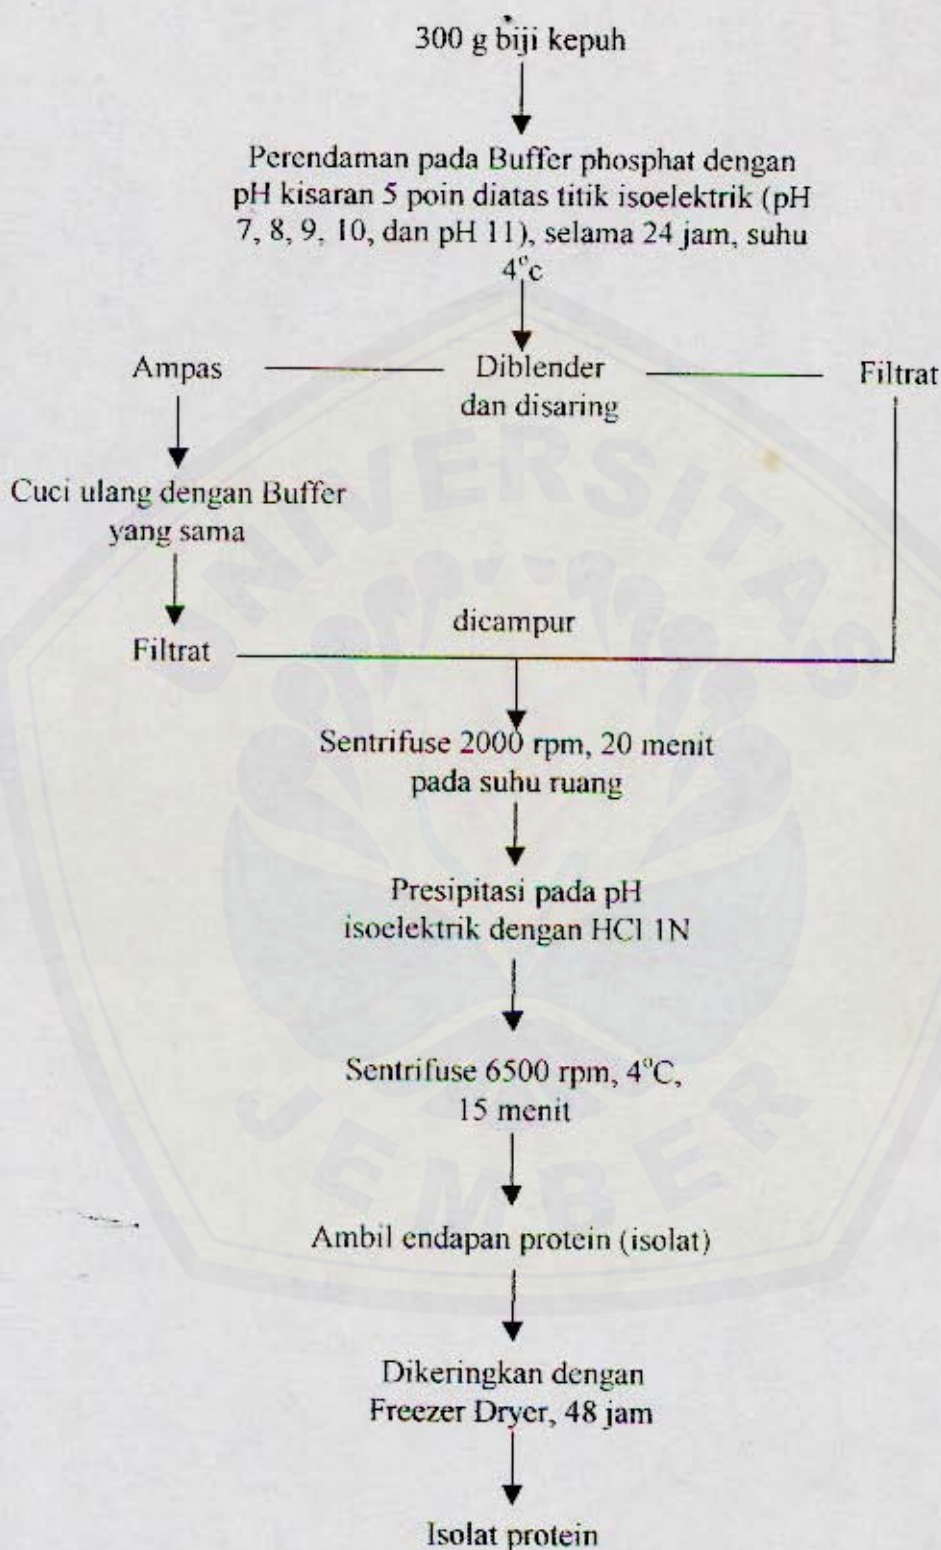 300 g biji kepuh
Perendaman pada Buffer phosphat dengan
pH kisaran 5 poin diatas titik isoelektrik (pH
7, 8, 9, 10, dan pH 11), selama 24 jam, suhu
4°c
Ampas
Diblender
dan disaring
Filtrat
Cuci ulang dengan Buffer
yang sama
Filtrat
dicampur
Sentrifuse 2000 rpm, 20 menit
pada suhu ruang
Presipitasi pada pH
isoelektrik dengan HCl 1N
Sentrifuse 6500 rpm, 4°C,
15 menit
Ambil endapan protein (isolat)
Dikeringkan dengan
Freezer Dryer, 48 jam
Isolat protein
UNIVERSITAS
JEMBER